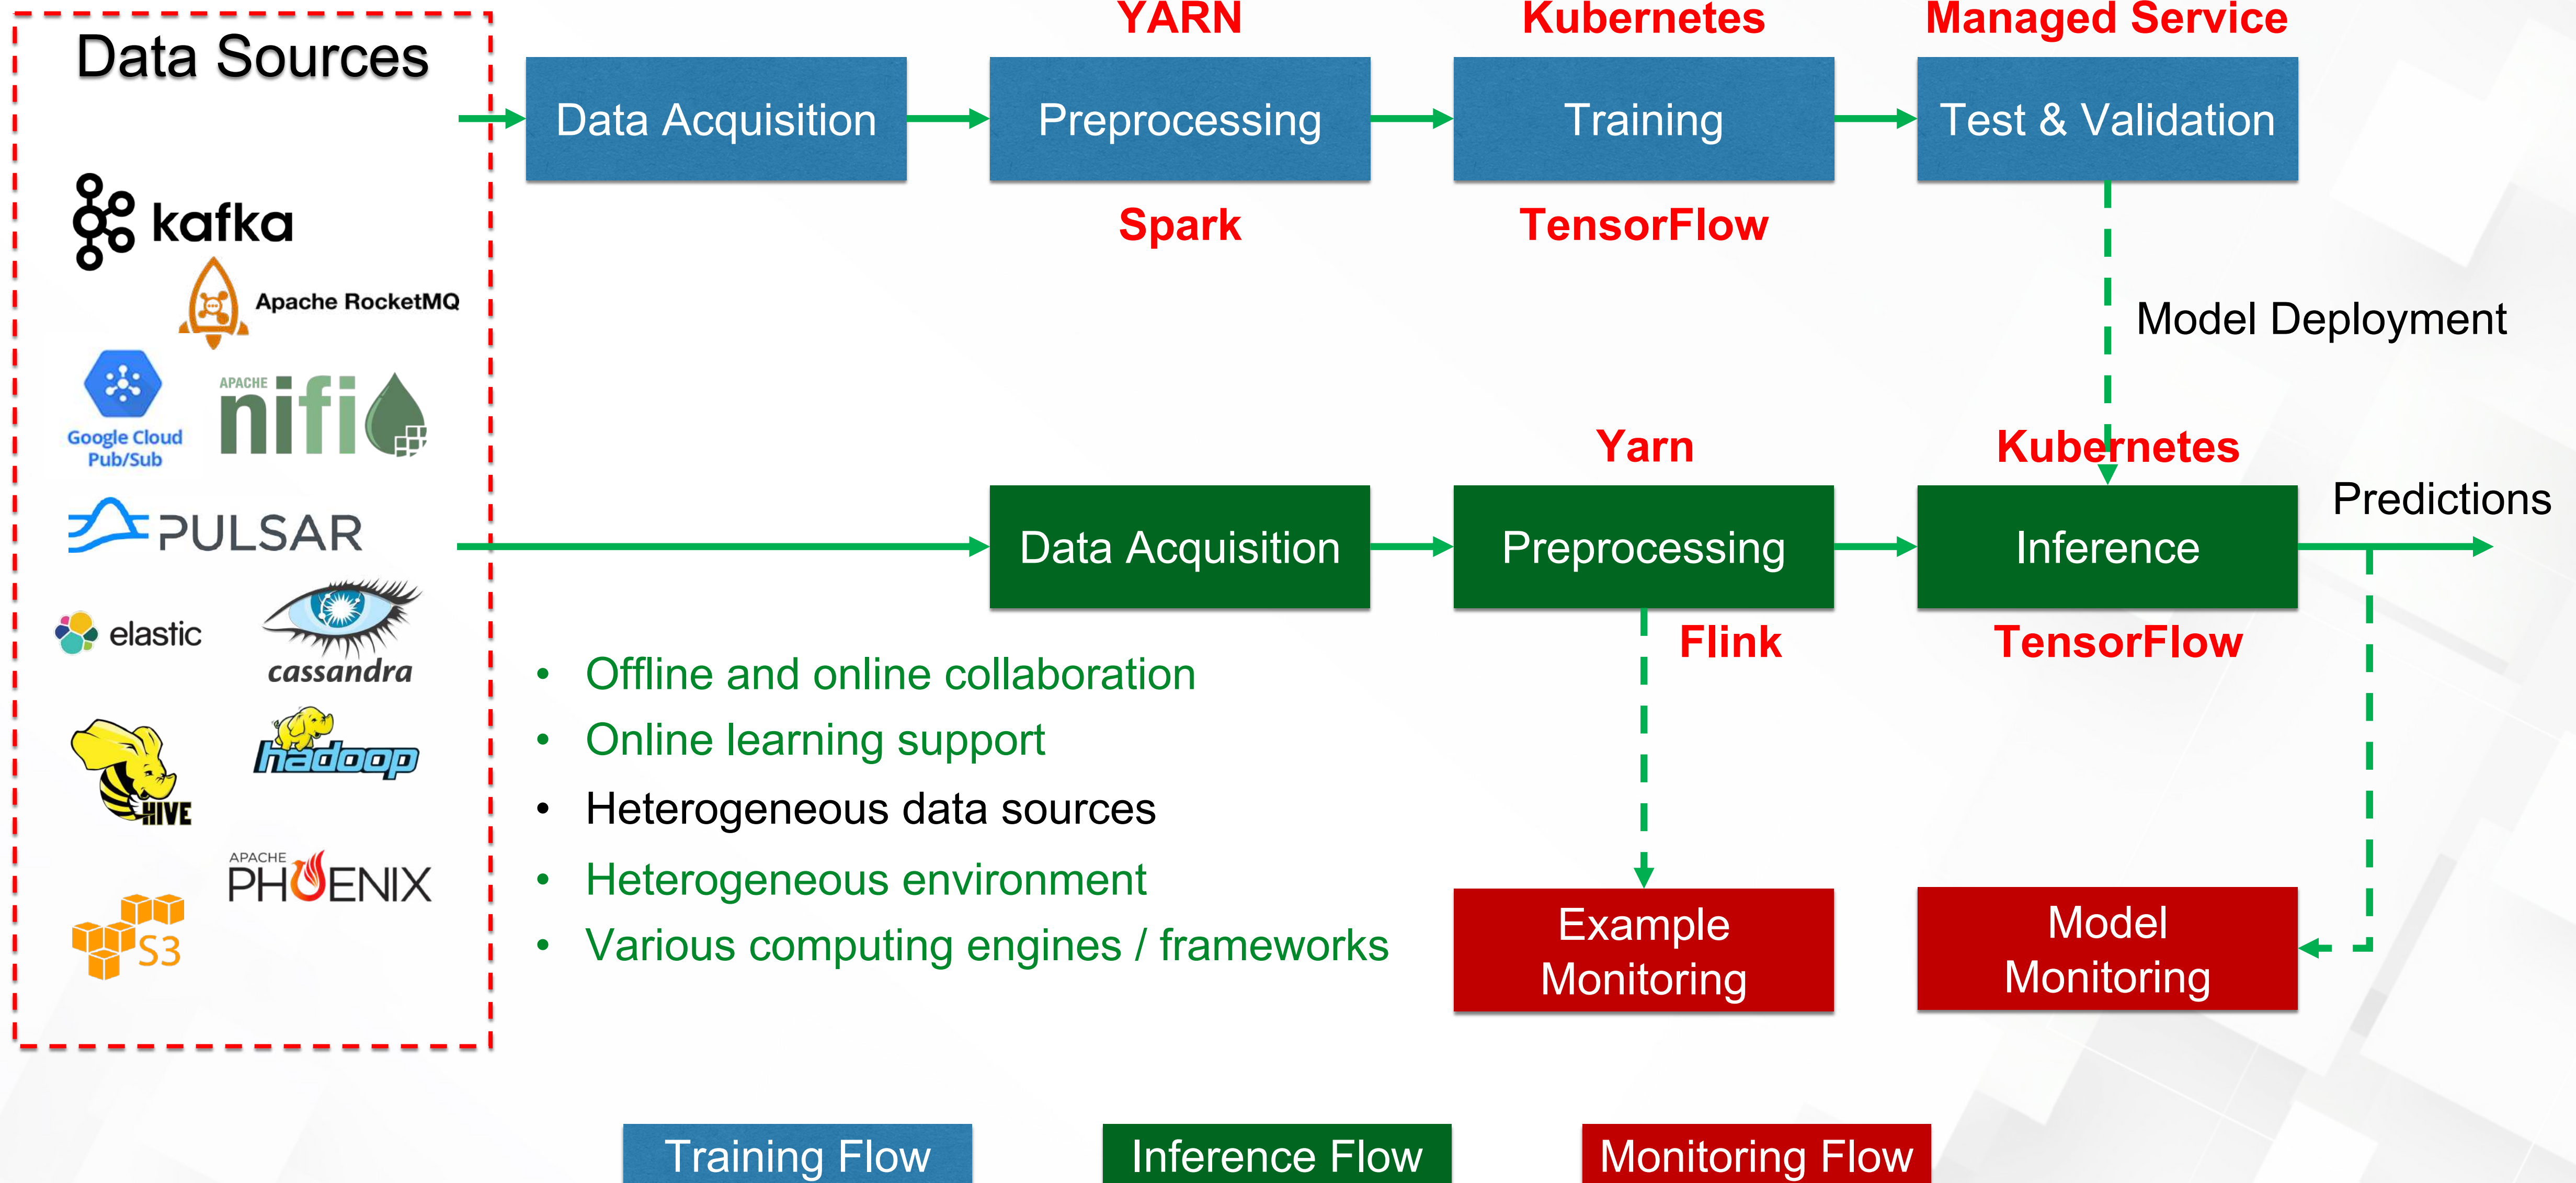 Data Sources
YARN
Kubernetes
Managed Service
Data Acquisition
Preprocessing
Training
Test & Validation
Spark
TensorFlow
kafka
Apache RocketMQ
Google Cloud
Pub/Sub
APACHE
nifi
PULSAR
elastic
cassandra
HIVE
hadoop
APACHE
PHOENIX
S3
Model Deployment
Yarn
Kubernetes
Predictions
Data Acquisition
Preprocessing
Inference
Flink
TensorFlow
• Offline and online collaboration
• Online learning support
• Heterogeneous data sources
• Heterogeneous environment
• Various computing engines / frameworks
Example
Monitoring
Model
Monitoring
Training Flow
Inference Flow
Monitoring Flow